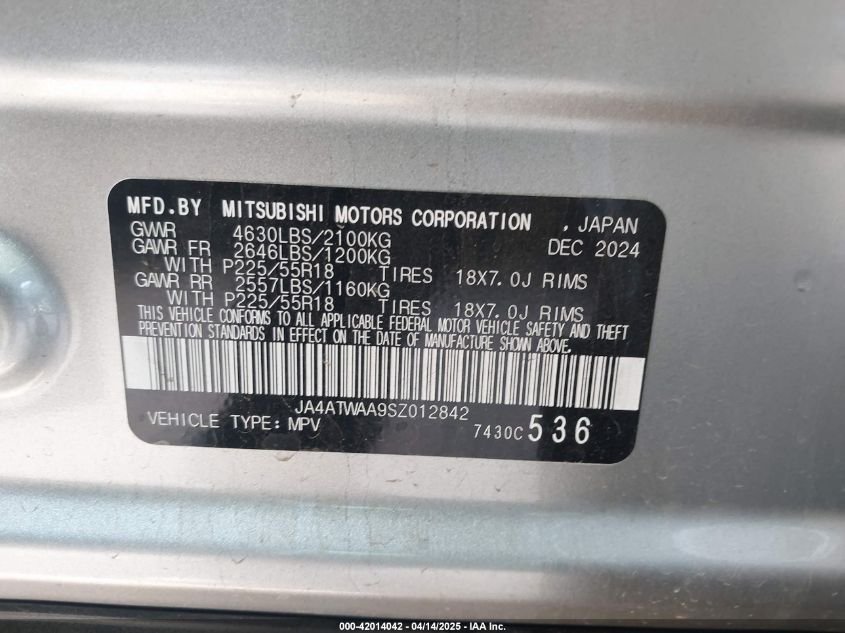 MFD.BY MITSUBISHI MOTORS CORPORATION , JAPAN
GVWR 4630LBS/2100KG DEC 2024
GAWR FR 2646LBS/1200KG
WITH P225/55R18 TIRES 18X7.0J RIMS
GAWR RR 2557LBS/1160KG
WITH P225/55R18 TIRES 18X7.0J RIMS
THIS VEHICLE CONFORMS TO ALL APPLICABLE FEDERAL MOTOR VEHICLE SAFETY AND THEFT
PREVENTION STANDARDS IN EFFECT ON THE DATE OF MANUFACTURE SHOWN ABOVE.
JA4ATWAA9SZ012842
VEHICLE TYPE: MPV 7430C 536
000-42014042 - 04/14/2025 - IAA Inc.